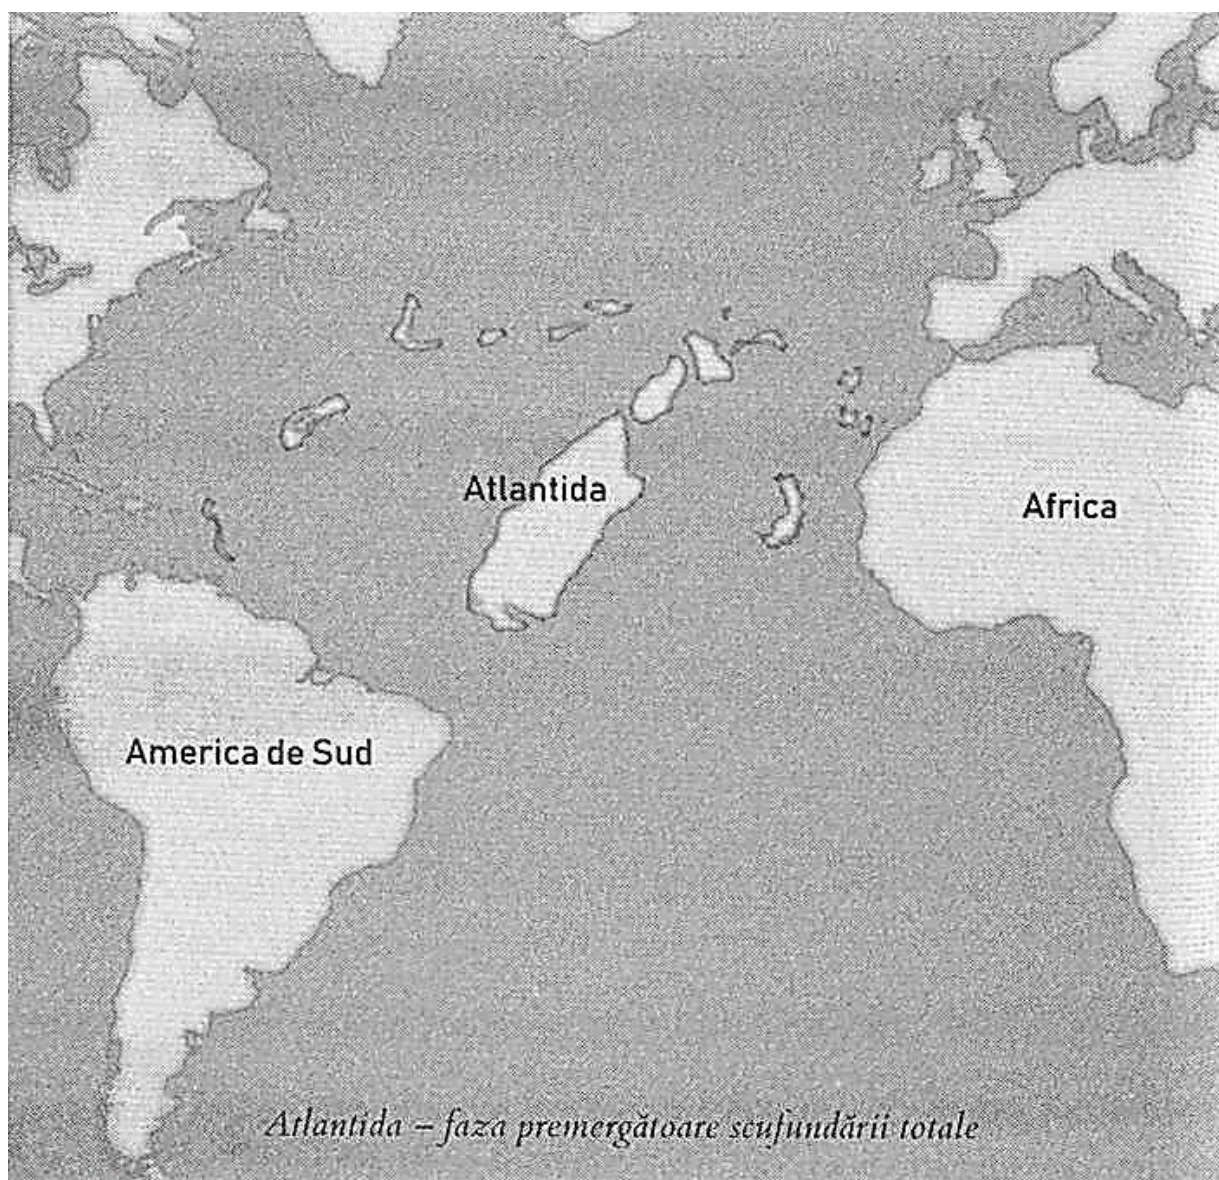 Atlantida
Africa
America de Sud
Atlantida – faza premergătoare scufundării totale